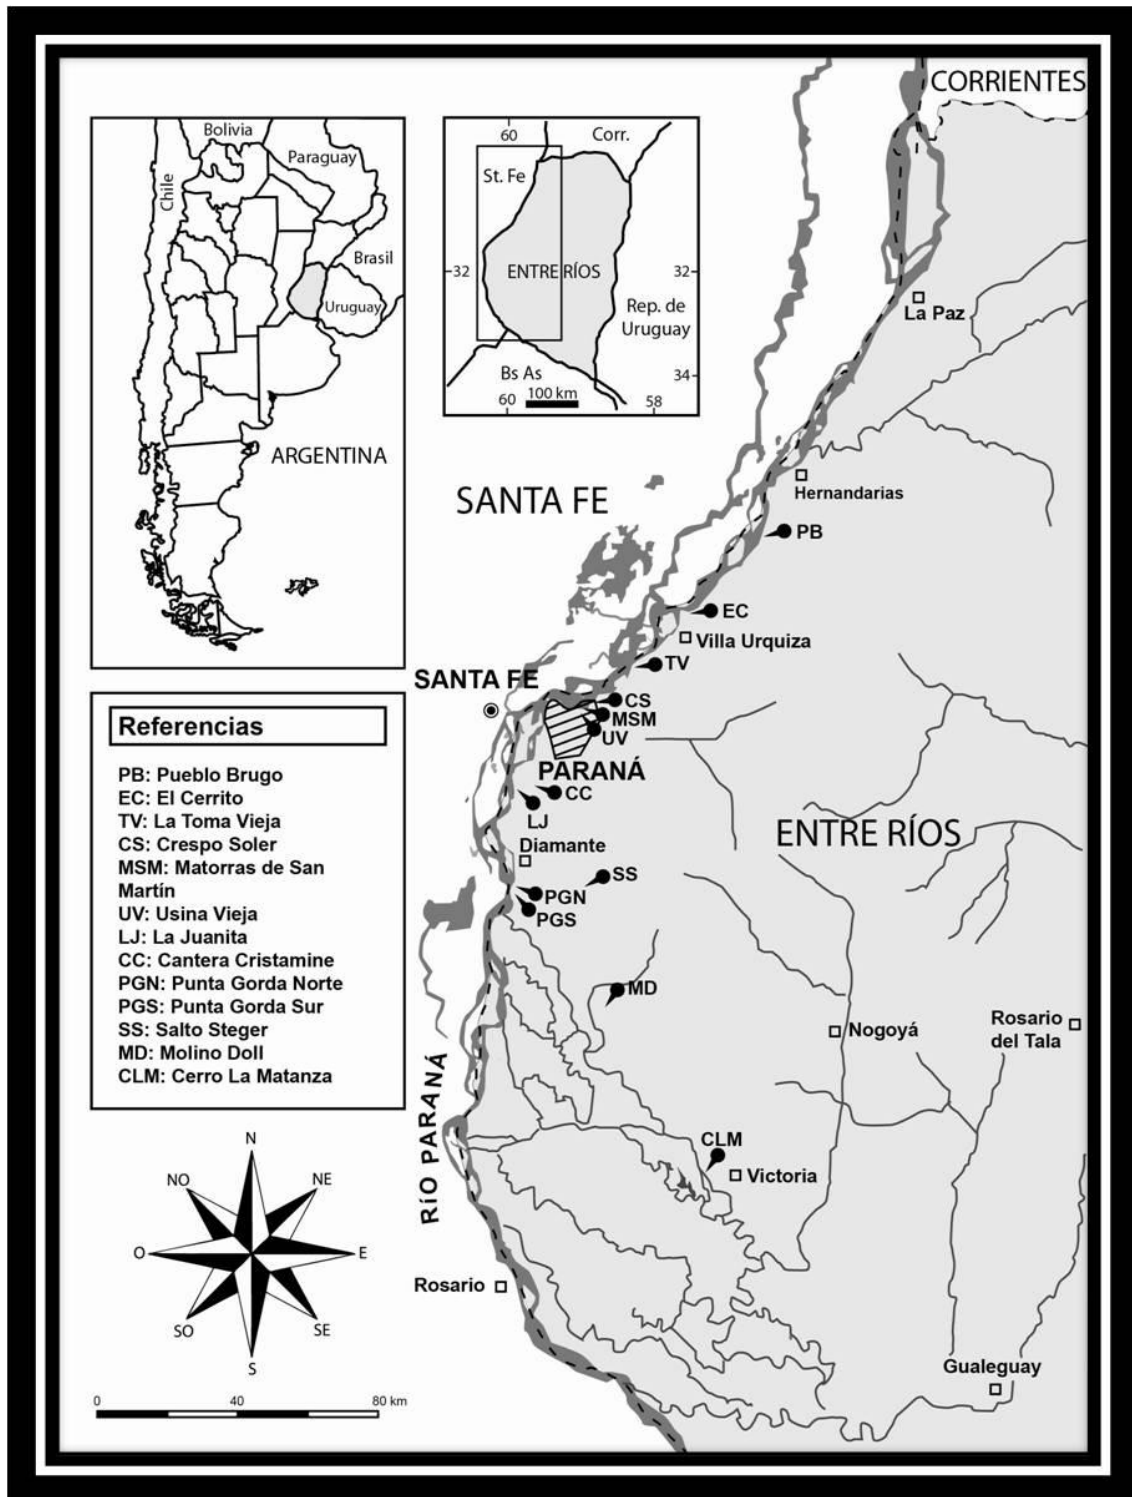 CORRIENTES
Bolivia
Paraguay
Chile
Brasil
Uruguay
ARGENTINA
60
Corr.
St. Fe
32
ENTRE RÍOS
32
Rep. de
Uruguay
34
Bs As
100 km
60
58
La Paz
SANTA FE
Hernandarias
PB
EC
Villa Urquiza
TV
SANTA FE
CS
MSM
UV
PARANÁ
CC
LJ
Diamante
ENTRE RÍOS
SS
PGN
PGS
MD
Nogoyá
Rosario
del Tala
RíO PARANÁ
CLM
Victoria
Rosario
Gualeguay
Referencias
PB: Pueblo Brugo
EC: El Cerrito
TV: La Toma Vieja
CS: Crespo Soler
MSM: Matorras de San
Martín
UV: Usina Vieja
LJ: La Juanita
CC: Cantera Cristamine
PGN: Punta Gorda Norte
PGS: Punta Gorda Sur
SS: Salto Steger
MD: Molino Doll
CLM: Cerro La Matanza
N
NO
NE
O
E
SO
SE
S
0 40 80 km